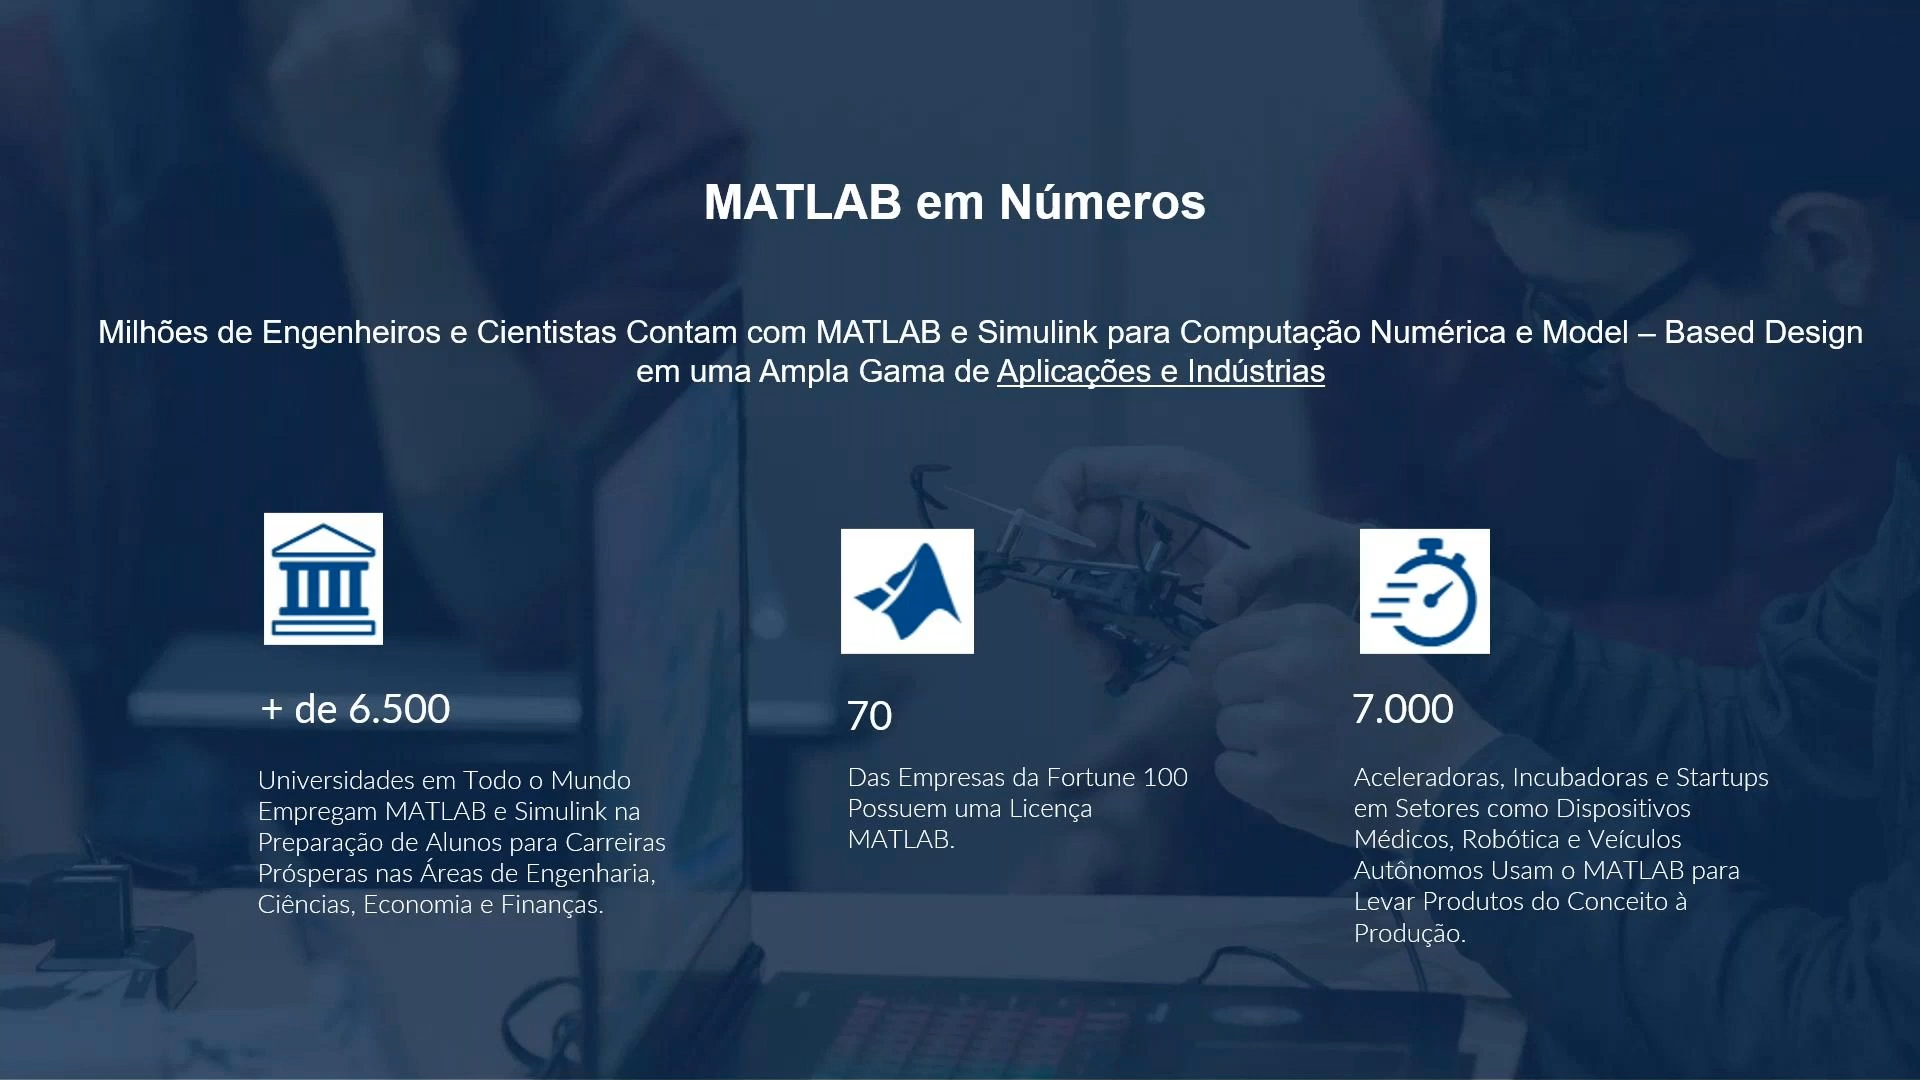 MATLAB em Números
Milhões de Engenheiros e Cientistas Contam com MATLAB e Simulink para Computação Numérica e Model – Based Design
em uma Ampla Gama de Aplicações e Indústrias
+ de 6.500
Universidades em Todo o Mundo
Empregam MATLAB e Simulink na
Preparação de Alunos para Carreiras
Prósperas nas Áreas de Engenharia,
Ciências, Economia e Finanças.
70
Das Empresas da Fortune 100
Possuem uma Licença
MATLAB.
7.000
Aceleradoras, Incubadoras e Startups
em Setores como Dispositivos
Médicos, Robótica e Veículos
Autônomos Usam o MATLAB para
Levar Produtos do Conceito à
Produção.